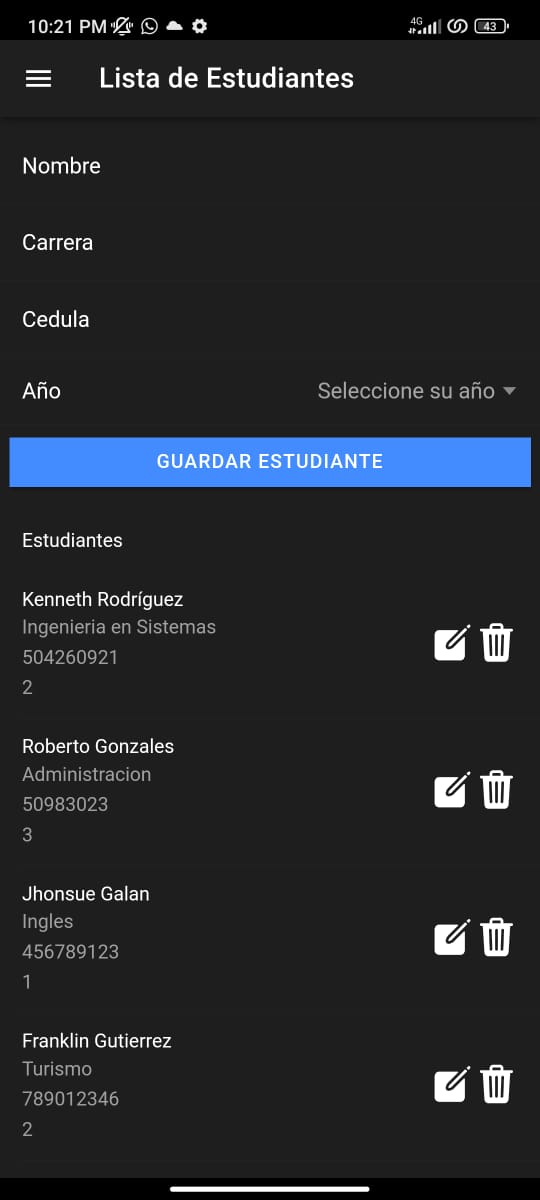 10:21 PM 4G 43
Lista de Estudiantes
Nombre
Carrera
Cedula
Año Seleccione su año
GUARDAR ESTUDIANTE
Estudiantes
Kenneth Rodríguez
Ingenieria en Sistemas
504260921
2
Roberto Gonzales
Administracion
50983023
3
Jhonsue Galan
Ingles
456789123
1
Franklin Gutierrez
Turismo
789012346
2